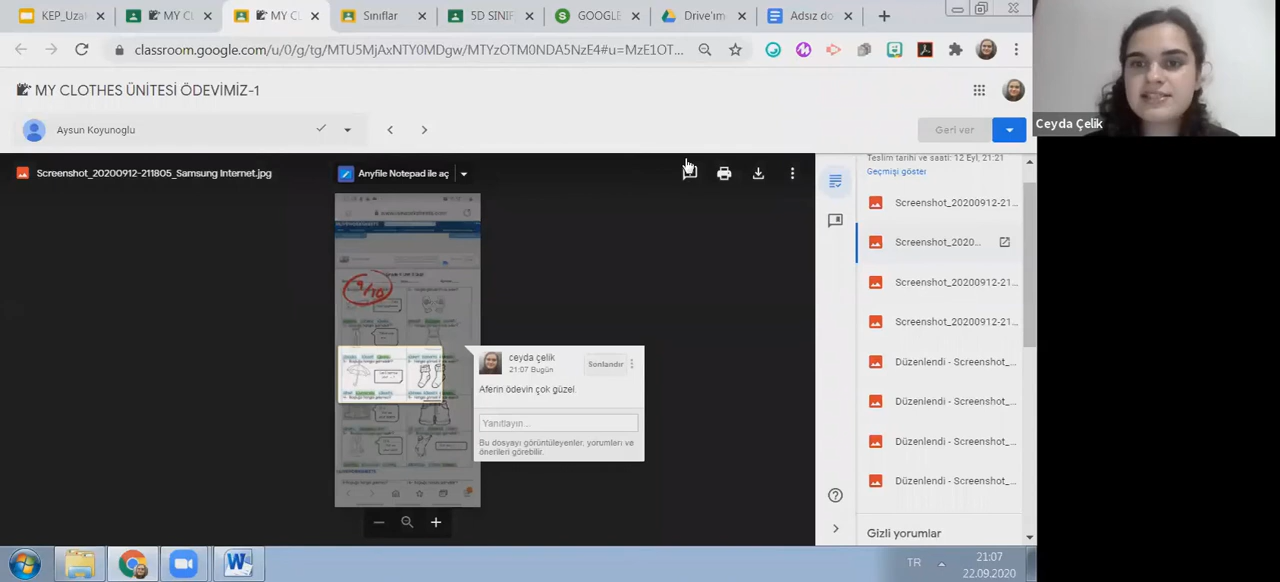 KEP_Uzak
MY C
MY CL
Sınıflar
5D SINIF
GOOGLE
Drive'ım
Adsız do
classroom.google.com/u/0/g/tg/MTU5MjAxNTY0MDgw/MTYzOTM0NDA5NzE4#u=MzE1OT...
MY CLOTHES ÜNİTESİ ÖDEVİMİZ-1
Ceyda Çelik
Aysun Koyunoglu
Geri ver
Teslim tarihi ve saati: 12 Eyl, 21:21
Screenshot_20200912-211805_Samsung Internet.jpg
Anyfile Notepad ile aç
Geçmişi göster
Screenshot_20200912-21...
Screenshot_2020...
Screenshot_20200912-21...
Screenshot_20200912-21...
9/10
ceyda çelik
21:07 Bugün
Sonlandır
Aferin ödevin çok güzel
Yanıtlayın...
Bu dosyayı görüntüleyenler, yorumları ve
önerileri görebilir.
Düzenlendi - Screenshot_...
Düzenlendi - Screenshot_...
Düzenlendi - Screenshot_...
Düzenlendi - Screenshot_...
Gizli yorumlar
TR
21:07
22.09.2020